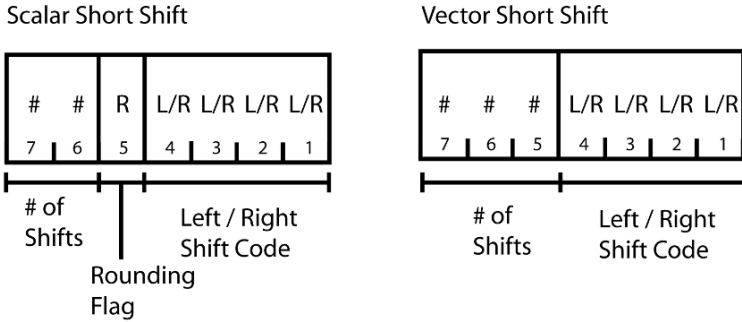 Scalar Short Shift
# # R L/R L/R L/R L/R
7 6 5 4 3 2 1
# of
Shifts
Left / Right
Shift Code
Rounding
Flag
Vector Short Shift
# # # L/R L/R L/R L/R
7 6 5 4 3 2 1
# of
Shifts
Left / Right
Shift Code